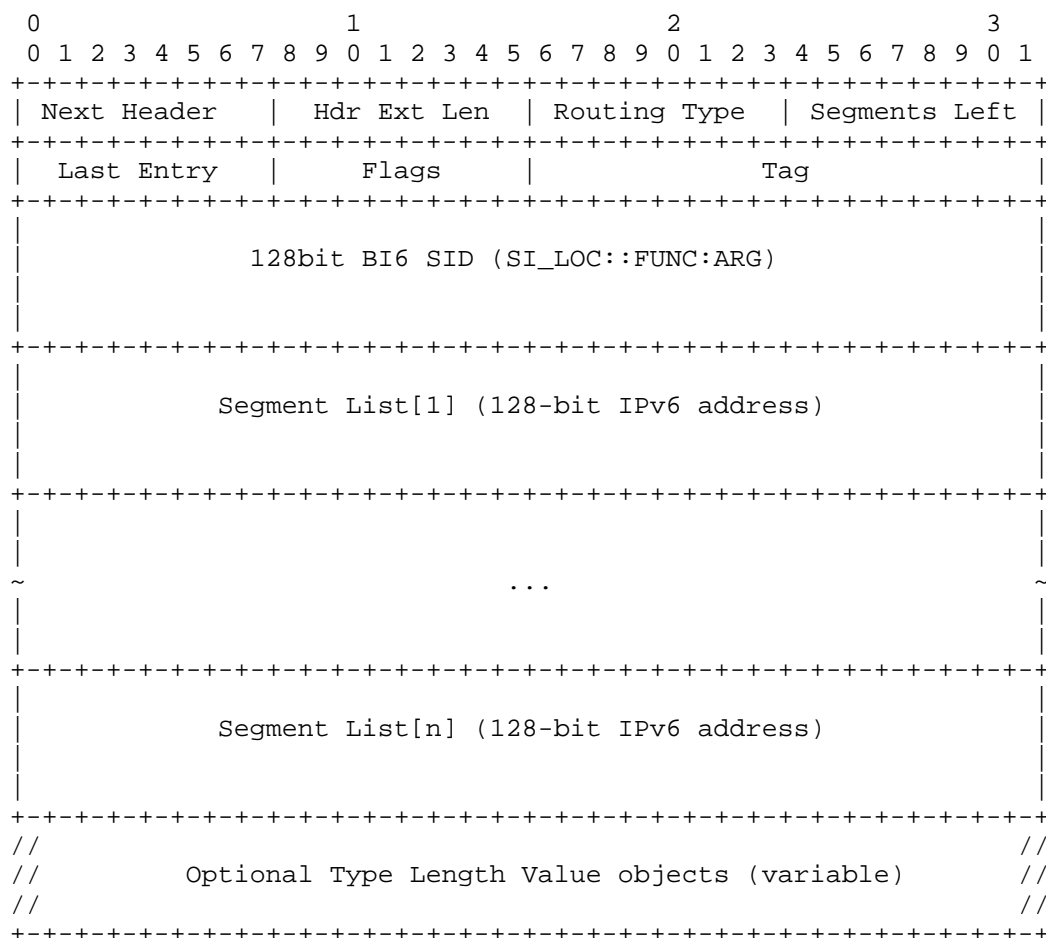 0                   1                   2                   3
 0 1 2 3 4 5 6 7 8 9 0 1 2 3 4 5 6 7 8 9 0 1 2 3 4 5 6 7 8 9 0 1
+-+-+-+-+-+-+-+-+-+-+-+-+-+-+-+-+-+-+-+-+-+-+-+-+-+-+-+-+-+-+-+-+
| Next Header   |  Hdr Ext Len  | Routing Type  | Segments Left |
+-+-+-+-+-+-+-+-+-+-+-+-+-+-+-+-+-+-+-+-+-+-+-+-+-+-+-+-+-+-+-+-+
|  Last Entry   |     Flags     |              Tag              |
+-+-+-+-+-+-+-+-+-+-+-+-+-+-+-+-+-+-+-+-+-+-+-+-+-+-+-+-+-+-+-+-+
|                                                               |
|              128bit BI6 SID (SI_LOC::FUNC:ARG)                |
|                                                               |
|                                                               |
+-+-+-+-+-+-+-+-+-+-+-+-+-+-+-+-+-+-+-+-+-+-+-+-+-+-+-+-+-+-+-+-+
|                                                               |
|            Segment List[1] (128-bit IPv6 address)             |
|                                                               |
|                                                               |
+-+-+-+-+-+-+-+-+-+-+-+-+-+-+-+-+-+-+-+-+-+-+-+-+-+-+-+-+-+-+-+-+
|                                                               |
|                                                               |
~                              ...                              ~
|                                                               |
|                                                               |
+-+-+-+-+-+-+-+-+-+-+-+-+-+-+-+-+-+-+-+-+-+-+-+-+-+-+-+-+-+-+-+-+
|                                                               |
|            Segment List[n] (128-bit IPv6 address)             |
|                                                               |
|                                                               |
+-+-+-+-+-+-+-+-+-+-+-+-+-+-+-+-+-+-+-+-+-+-+-+-+-+-+-+-+-+-+-+-+
//                                                             //
//         Optional Type Length Value objects (variable)       //
//                                                             //
+-+-+-+-+-+-+-+-+-+-+-+-+-+-+-+-+-+-+-+-+-+-+-+-+-+-+-+-+-+-+-+-+